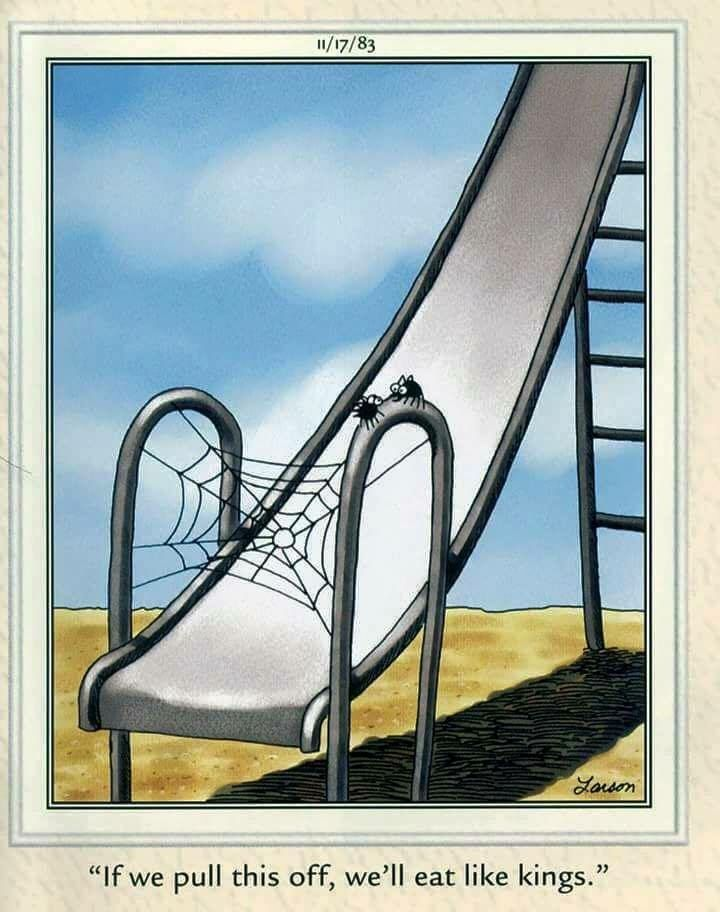 11/17/83
Larson
“If we pull this off, we’ll eat like kings.”